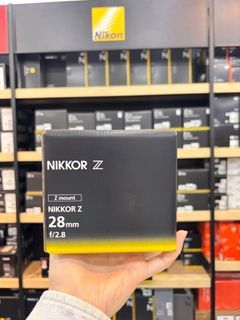 Nikon
NIKKOR Z
Z mount
NIKKOR Z
28mm
f/2.8